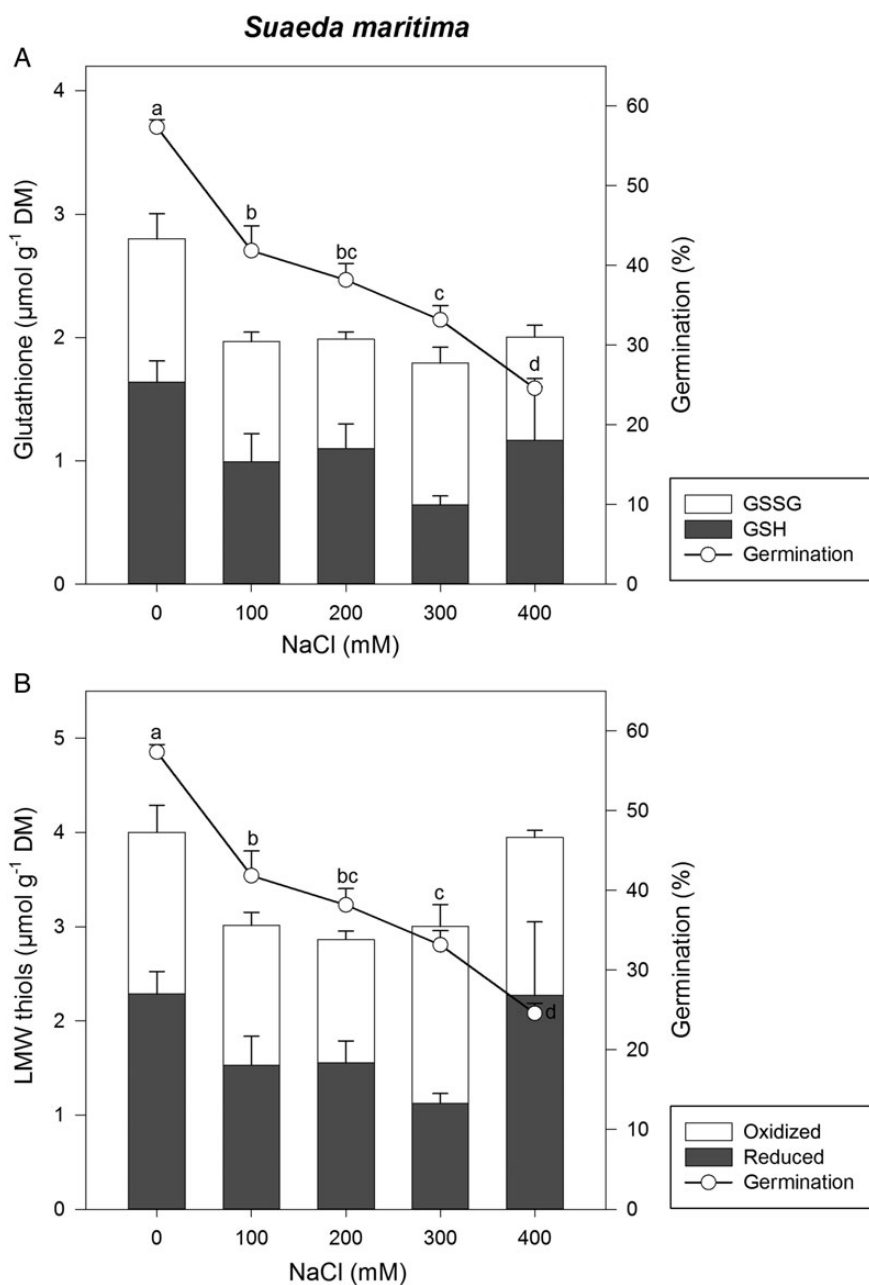 Suaeda maritima
A
4
3
2
1
0
Glutathione (µmol g⁻¹ DM)
60
50
40
30
20
10
0
Germination (%)
a
b
bc
c
d
0 100 200 300 400
NaCl (mM)
GSSG
GSH
Germination
B
5
4
3
2
1
0
LMW thiols (µmol g⁻¹ DM)
60
50
40
30
20
10
0
Germination (%)
a
b
bc
c
d
0 100 200 300 400
NaCl (mM)
Oxidized
Reduced
Germination